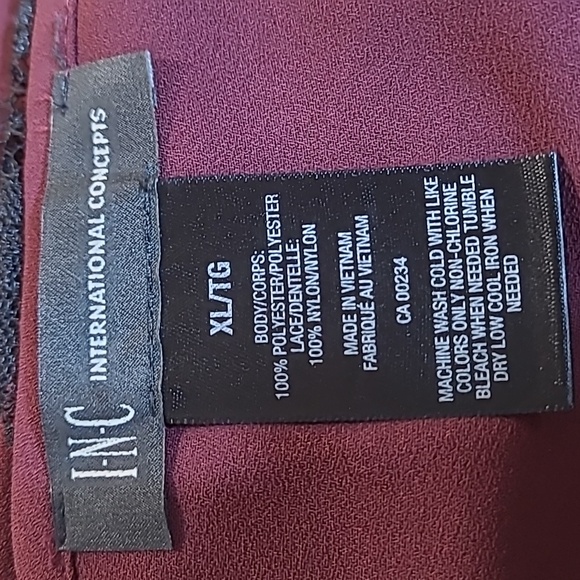 I·N·C INTERNATIONAL CONCEPTS
XL/TG
BODY/CORPS:
100% POLYESTER/POLYESTER
LACE/DENTELLE:
100% NYLON/NYLON
MADE IN VIETNAM
FABRIQUÉ AU VIETNAM
CA 00234
MACHINE WASH COLD WITH LIKE
COLORS ONLY NON-CHLORINE
BLEACH WHEN NEEDED TUMBLE
DRY LOW COOL IRON WHEN
NEEDED